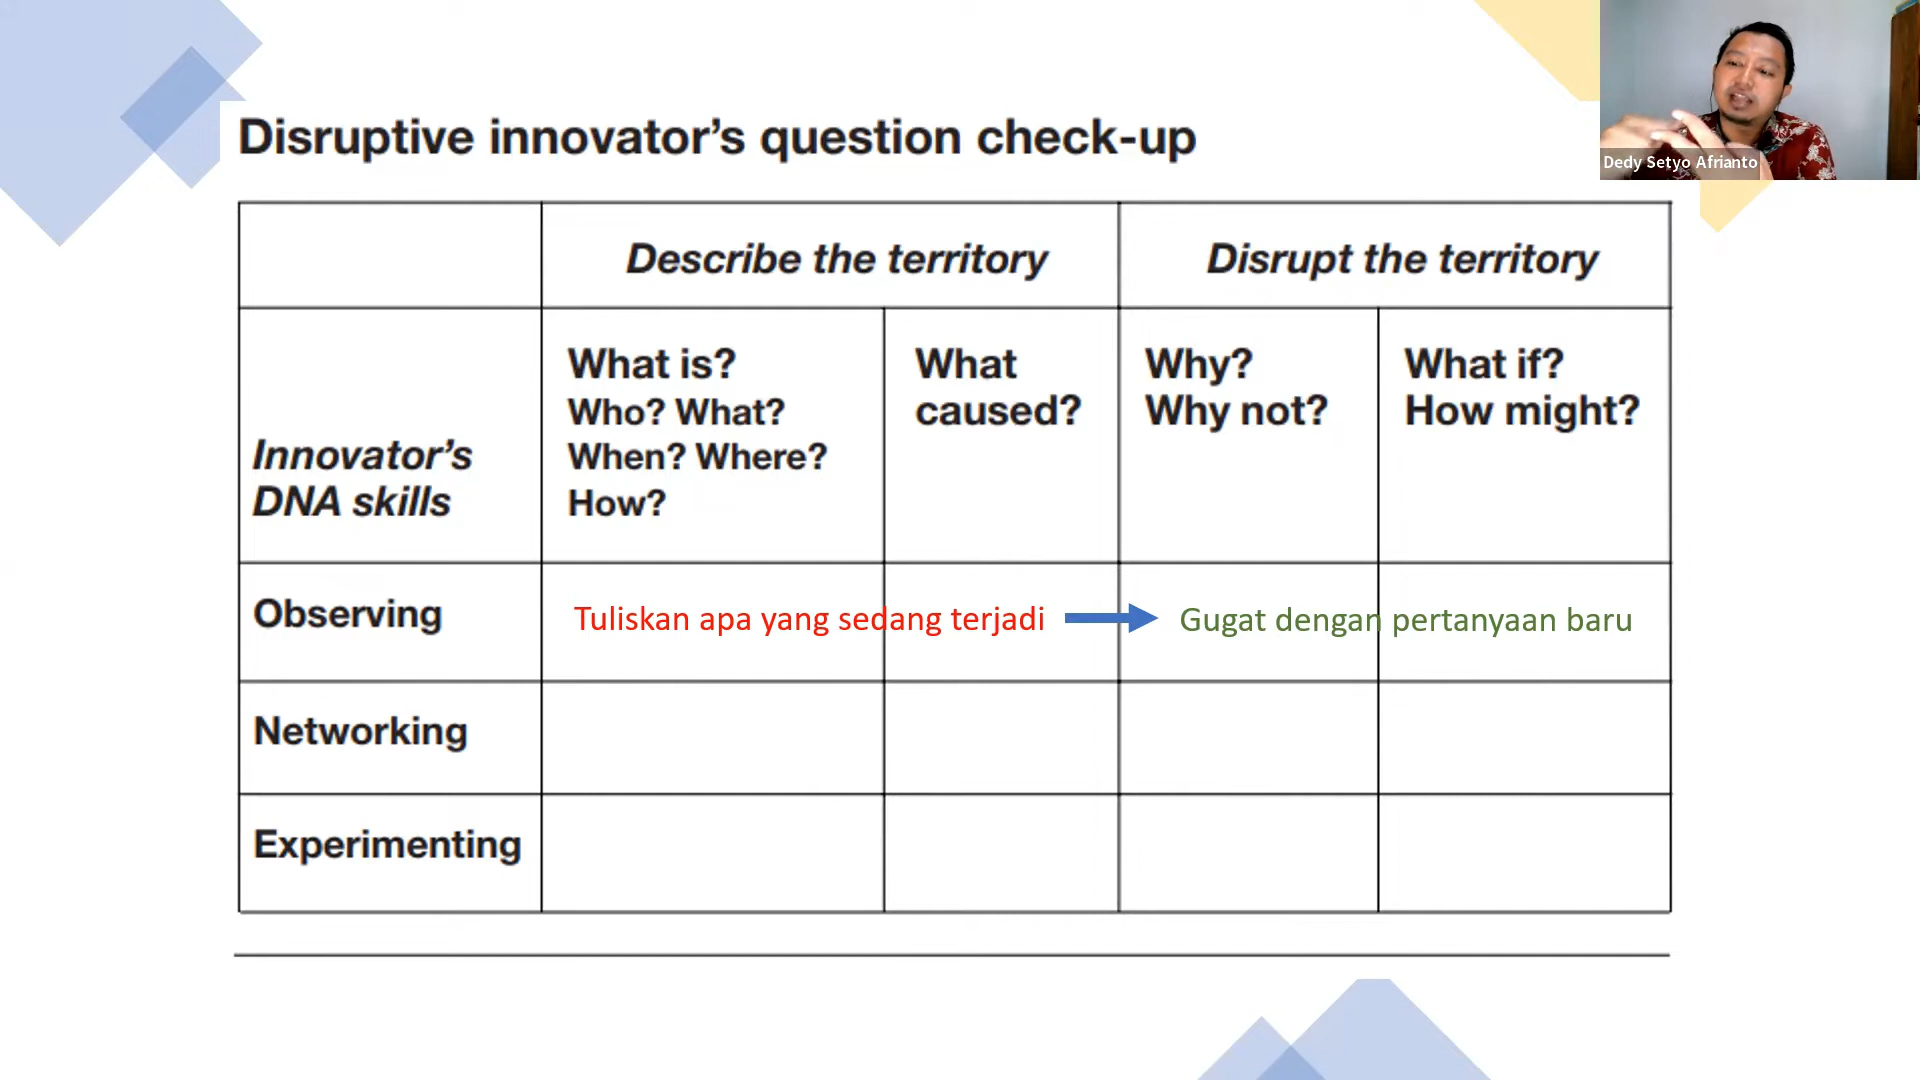 Dedy Setyo Afrianto
Disruptive innovator’s question check-up
Describe the territory
Disrupt the territory
Innovator’s
DNA skills
What is?
Who? What?
When? Where?
How?
What
caused?
Why?
Why not?
What if?
How might?
Observing
Tuliskan apa yang sedang terjadi
Gugat dengan pertanyaan baru
Networking
Experimenting